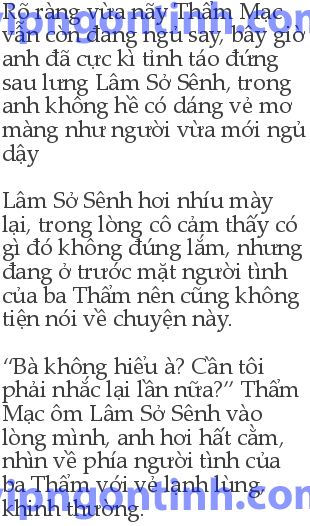 Rõ ràng vừa nãy Thẩm Mạc
vẫn còn đang ngủ say, bây giờ
anh đã cực kì tỉnh táo đứng
sau lưng Lâm Sở Sênh, trong
anh không hề có dáng vẻ mơ
màng như người vừa mới ngủ
dậy
Lâm Sở Sênh hơi nhíu mày
lại, trong lòng cô cảm thấy có
gì đó không đúng lắm, nhưng
đang ở trước mặt người tình
của ba Thẩm nên cũng không
tiện nói về chuyện này.
“Bà không hiểu à? Cần tôi
phải nhắc lại lần nữa?” Thẩm
Mạc ôm Lâm Sở Sênh vào
lòng mình, anh hơi hất cằm,
nhìn về phía người tình của
ba Thẩm với vẻ lạnh lùng,
khinh thường.
vipngontinh.com
vipngontinh.com